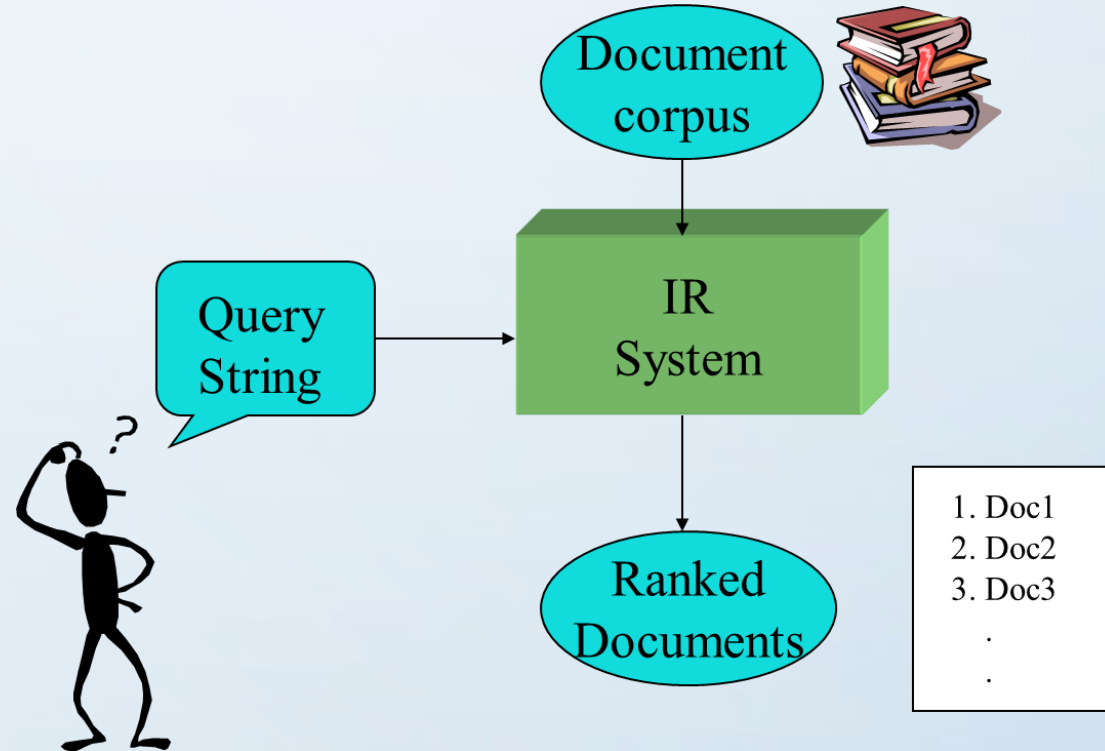 Document
corpus
Query
String
?
IR
System
Ranked
Documents
1. Doc1
2. Doc2
3. Doc3
.
.